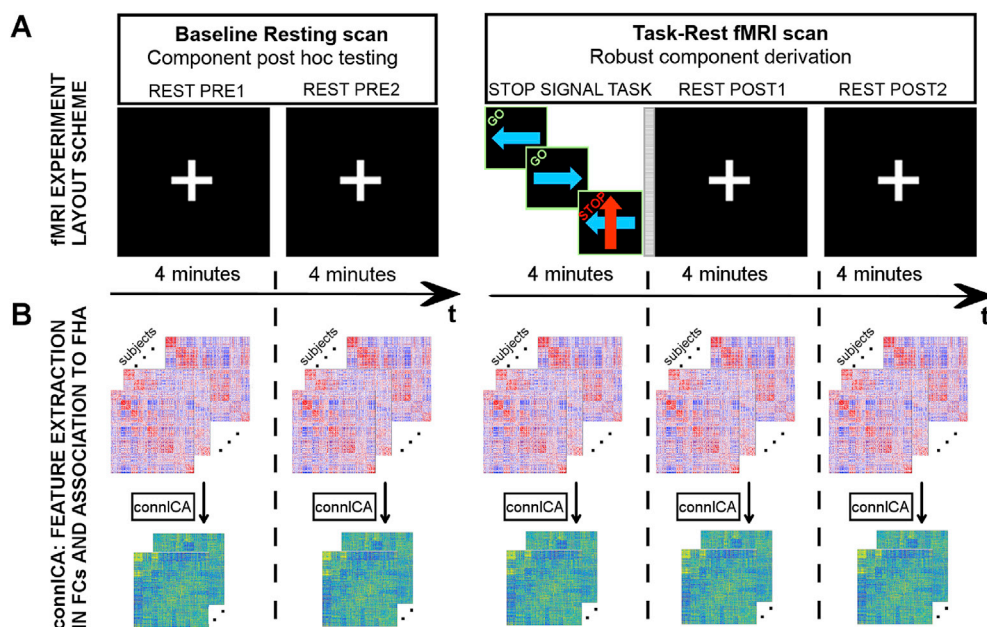 A
fMRI EXPERIMENT
LAYOUT SCHEME
Baseline Resting scan
Component post hoc testing
REST PRE1
REST PRE2
Task-Rest fMRI scan
Robust component derivation
STOP SIGNAL TASK
REST POST1
REST POST2
GO
GO
STOP
4 minutes
4 minutes
4 minutes
4 minutes
4 minutes
t
t
B
connICA: FEATURE EXTRACTION
IN FCs AND ASSOCIATION TO FHA
subjects
subjects
subjects
subjects
subjects
connICA
connICA
connICA
connICA
connICA